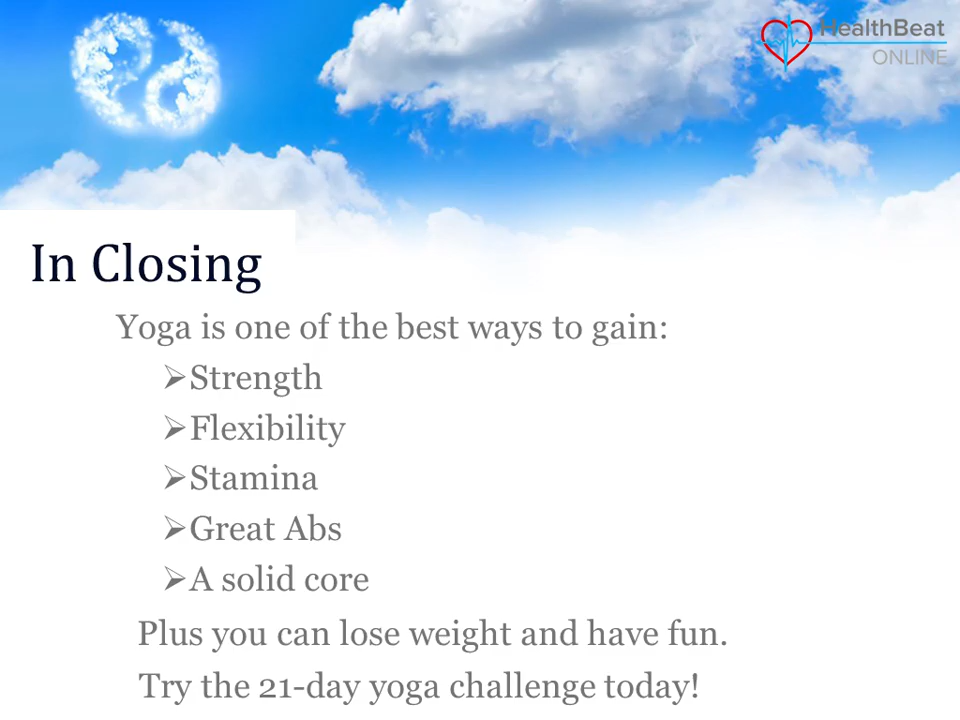 HealthBeat
ONLINE
In Closing
Yoga is one of the best ways to gain:
➢Strength
➢Flexibility
➢Stamina
➢Great Abs
➢A solid core
Plus you can lose weight and have fun.
Try the 21-day yoga challenge today!